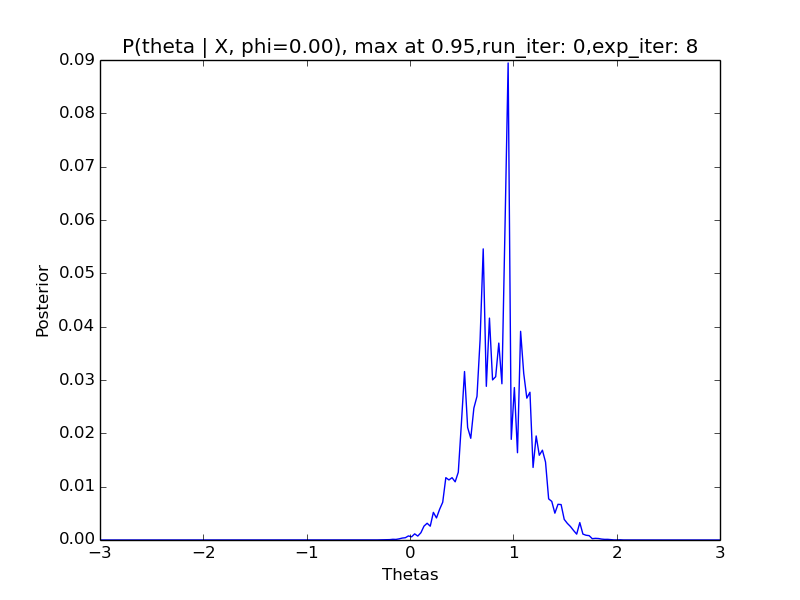 P(theta | X, phi=0.00), max at 0.95,run_iter: 0,exp_iter: 8
0.09
0.08
0.07
0.06
0.05
0.04
0.03
0.02
0.01
0.00
Posterior
−3 −2 −1 0 1 2 3
Thetas